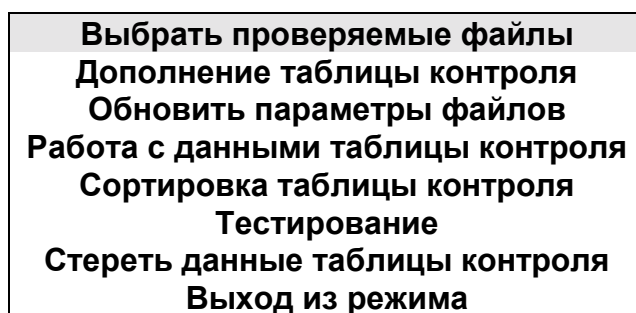 Выбрать проверяемые файлы
Дополнение таблицы контроля
Обновить параметры файлов
Работа с данными таблицы контроля
Сортировка таблицы контроля
Тестирование
Стереть данные таблицы контроля
Выход из режима